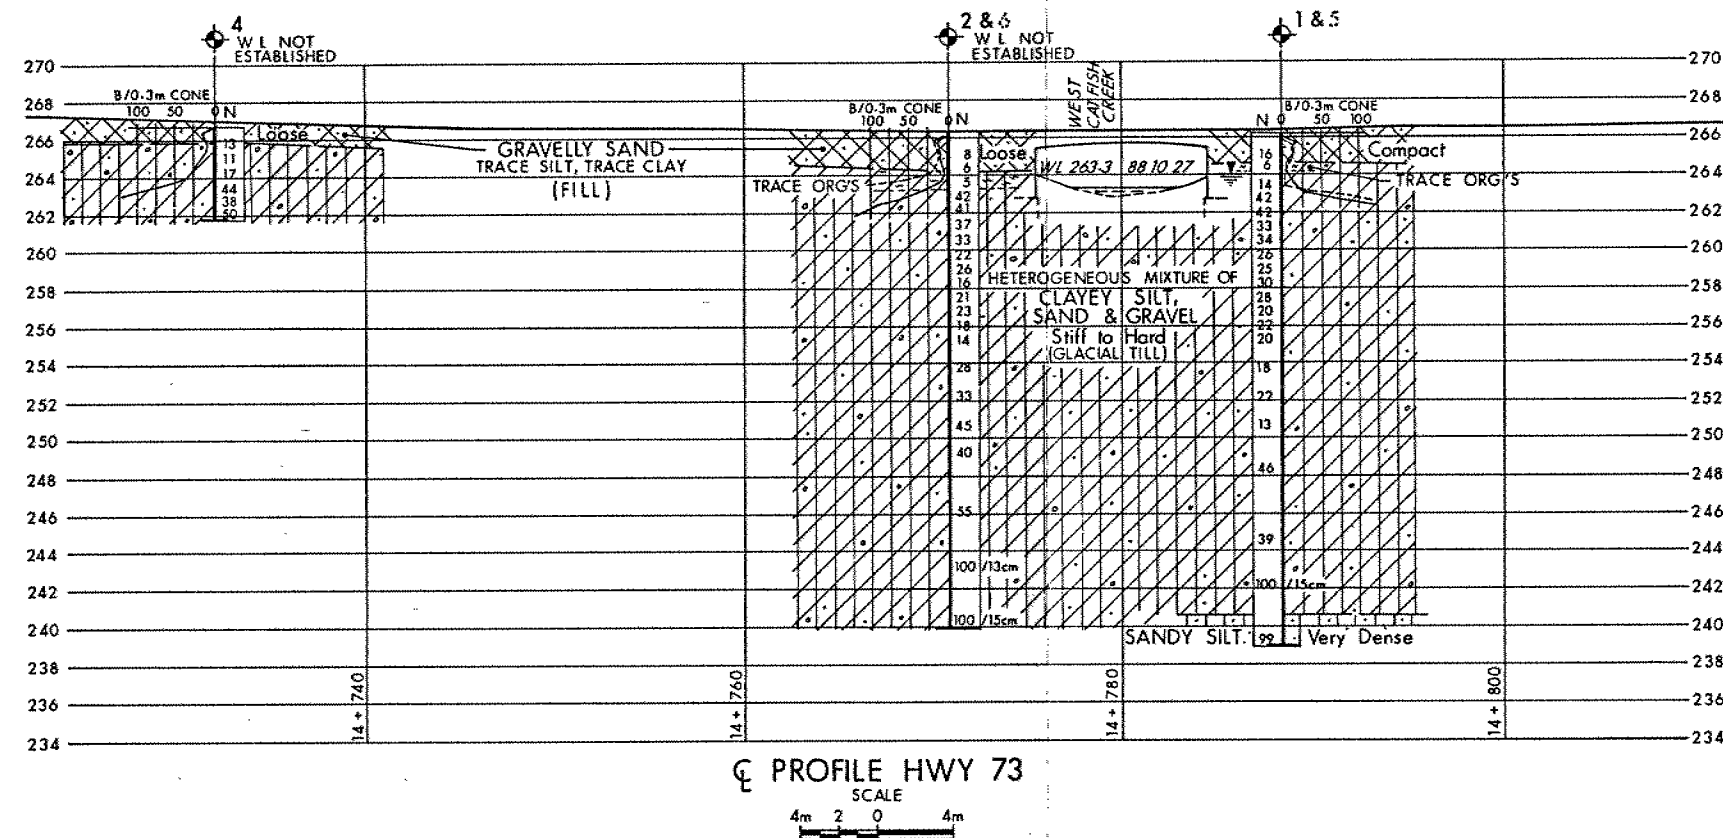 4
W L NOT
ESTABLISHED
2 & 6
W L NOT
ESTABLISHED
1 & 5
WEST
CATFISH
CREEK
270
270
268
268
266
266
264
264
262
262
260
260
258
258
256
256
254
254
252
252
250
250
248
248
246
246
244
244
242
242
240
240
238
238
236
236
234
234
B/0.3m CONE
100 50 0 N
Loose
13
11
17
44
38
50
GRAVELLY SAND
TRACE SILT, TRACE CLAY
(FILL)
B/0.3m CONE
100 50 0 N
TRACE ORG'S
Loose
8
6
5
42
41
37
33
22
26
16
21
23
18
14
28
33
45
40
55
100 /13cm
100 /15cm
WL 263.3 88 10 27
HETEROGENEOUS MIXTURE OF
CLAYEY SILT,
SAND & GRAVEL
Stiff to Hard
(GLACIAL TILL)
B/0.3m CONE
N 0 50 100
Compact
TRACE ORG'S
16
6
14
42
42
33
34
26
25
30
28
20
22
20
18
22
13
46
39
100 /15cm
99
SANDY SILT.
Very Dense
14 + 740
14 + 760
14 + 780
14 + 800
℄ PROFILE HWY 73
SCALE
4m 2 0 4m